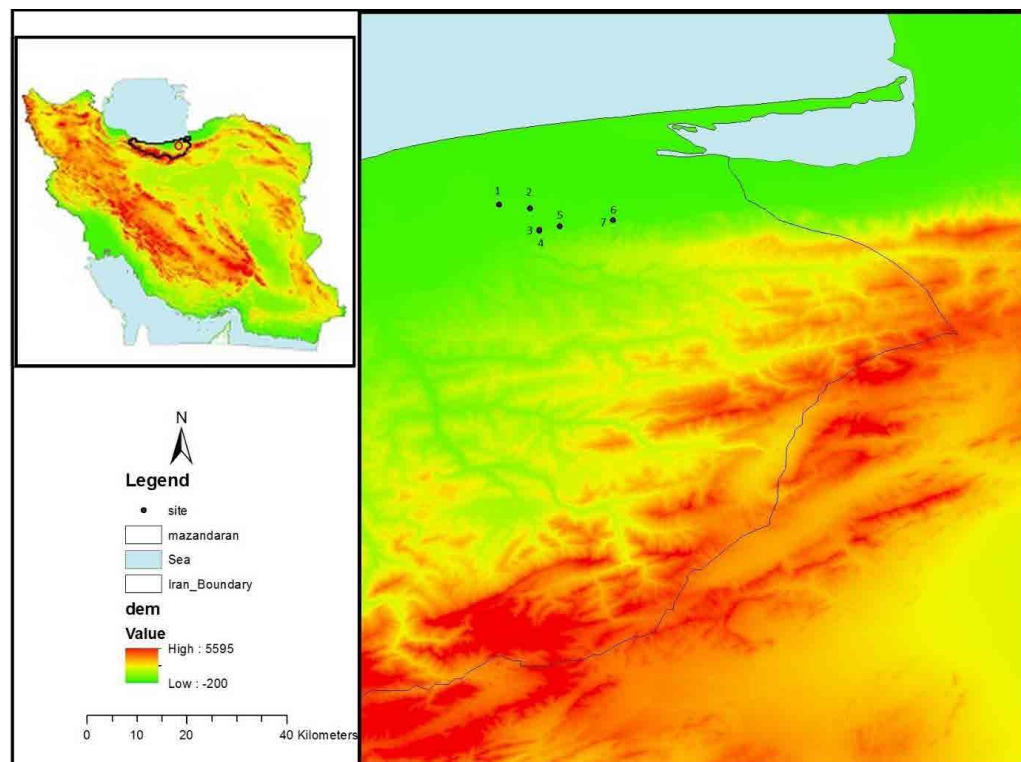 N
Legend
site
mazandaran
Sea
Iran_Boundary
dem
Value
High : 5595
Low : -200
0 10 20 40 Kilometers
1
2
6
5
7
3
4